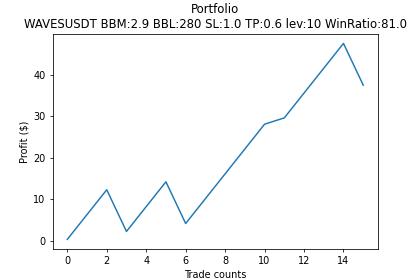 Portfolio
WAVESUSDT BBM:2.9 BBL:280 SL:1.0 TP:0.6 lev:10 WinRatio:81.0
Profit ($)
40
30
20
10
0
0 2 4 6 8 10 12 14
Trade counts